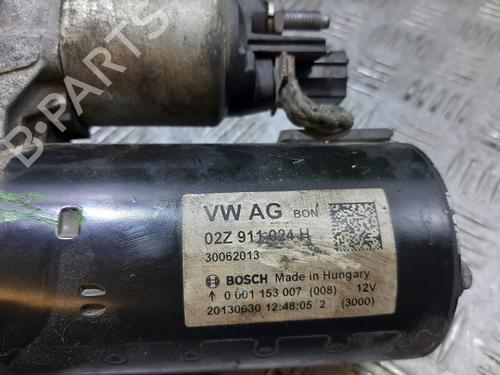 B-PARTS
VW AG BON
02Z 911 024 H
30062013
BOSCH Made in Hungary
0 001 153 007 (008) 12V
20130630 12:48:05 2 (3000)